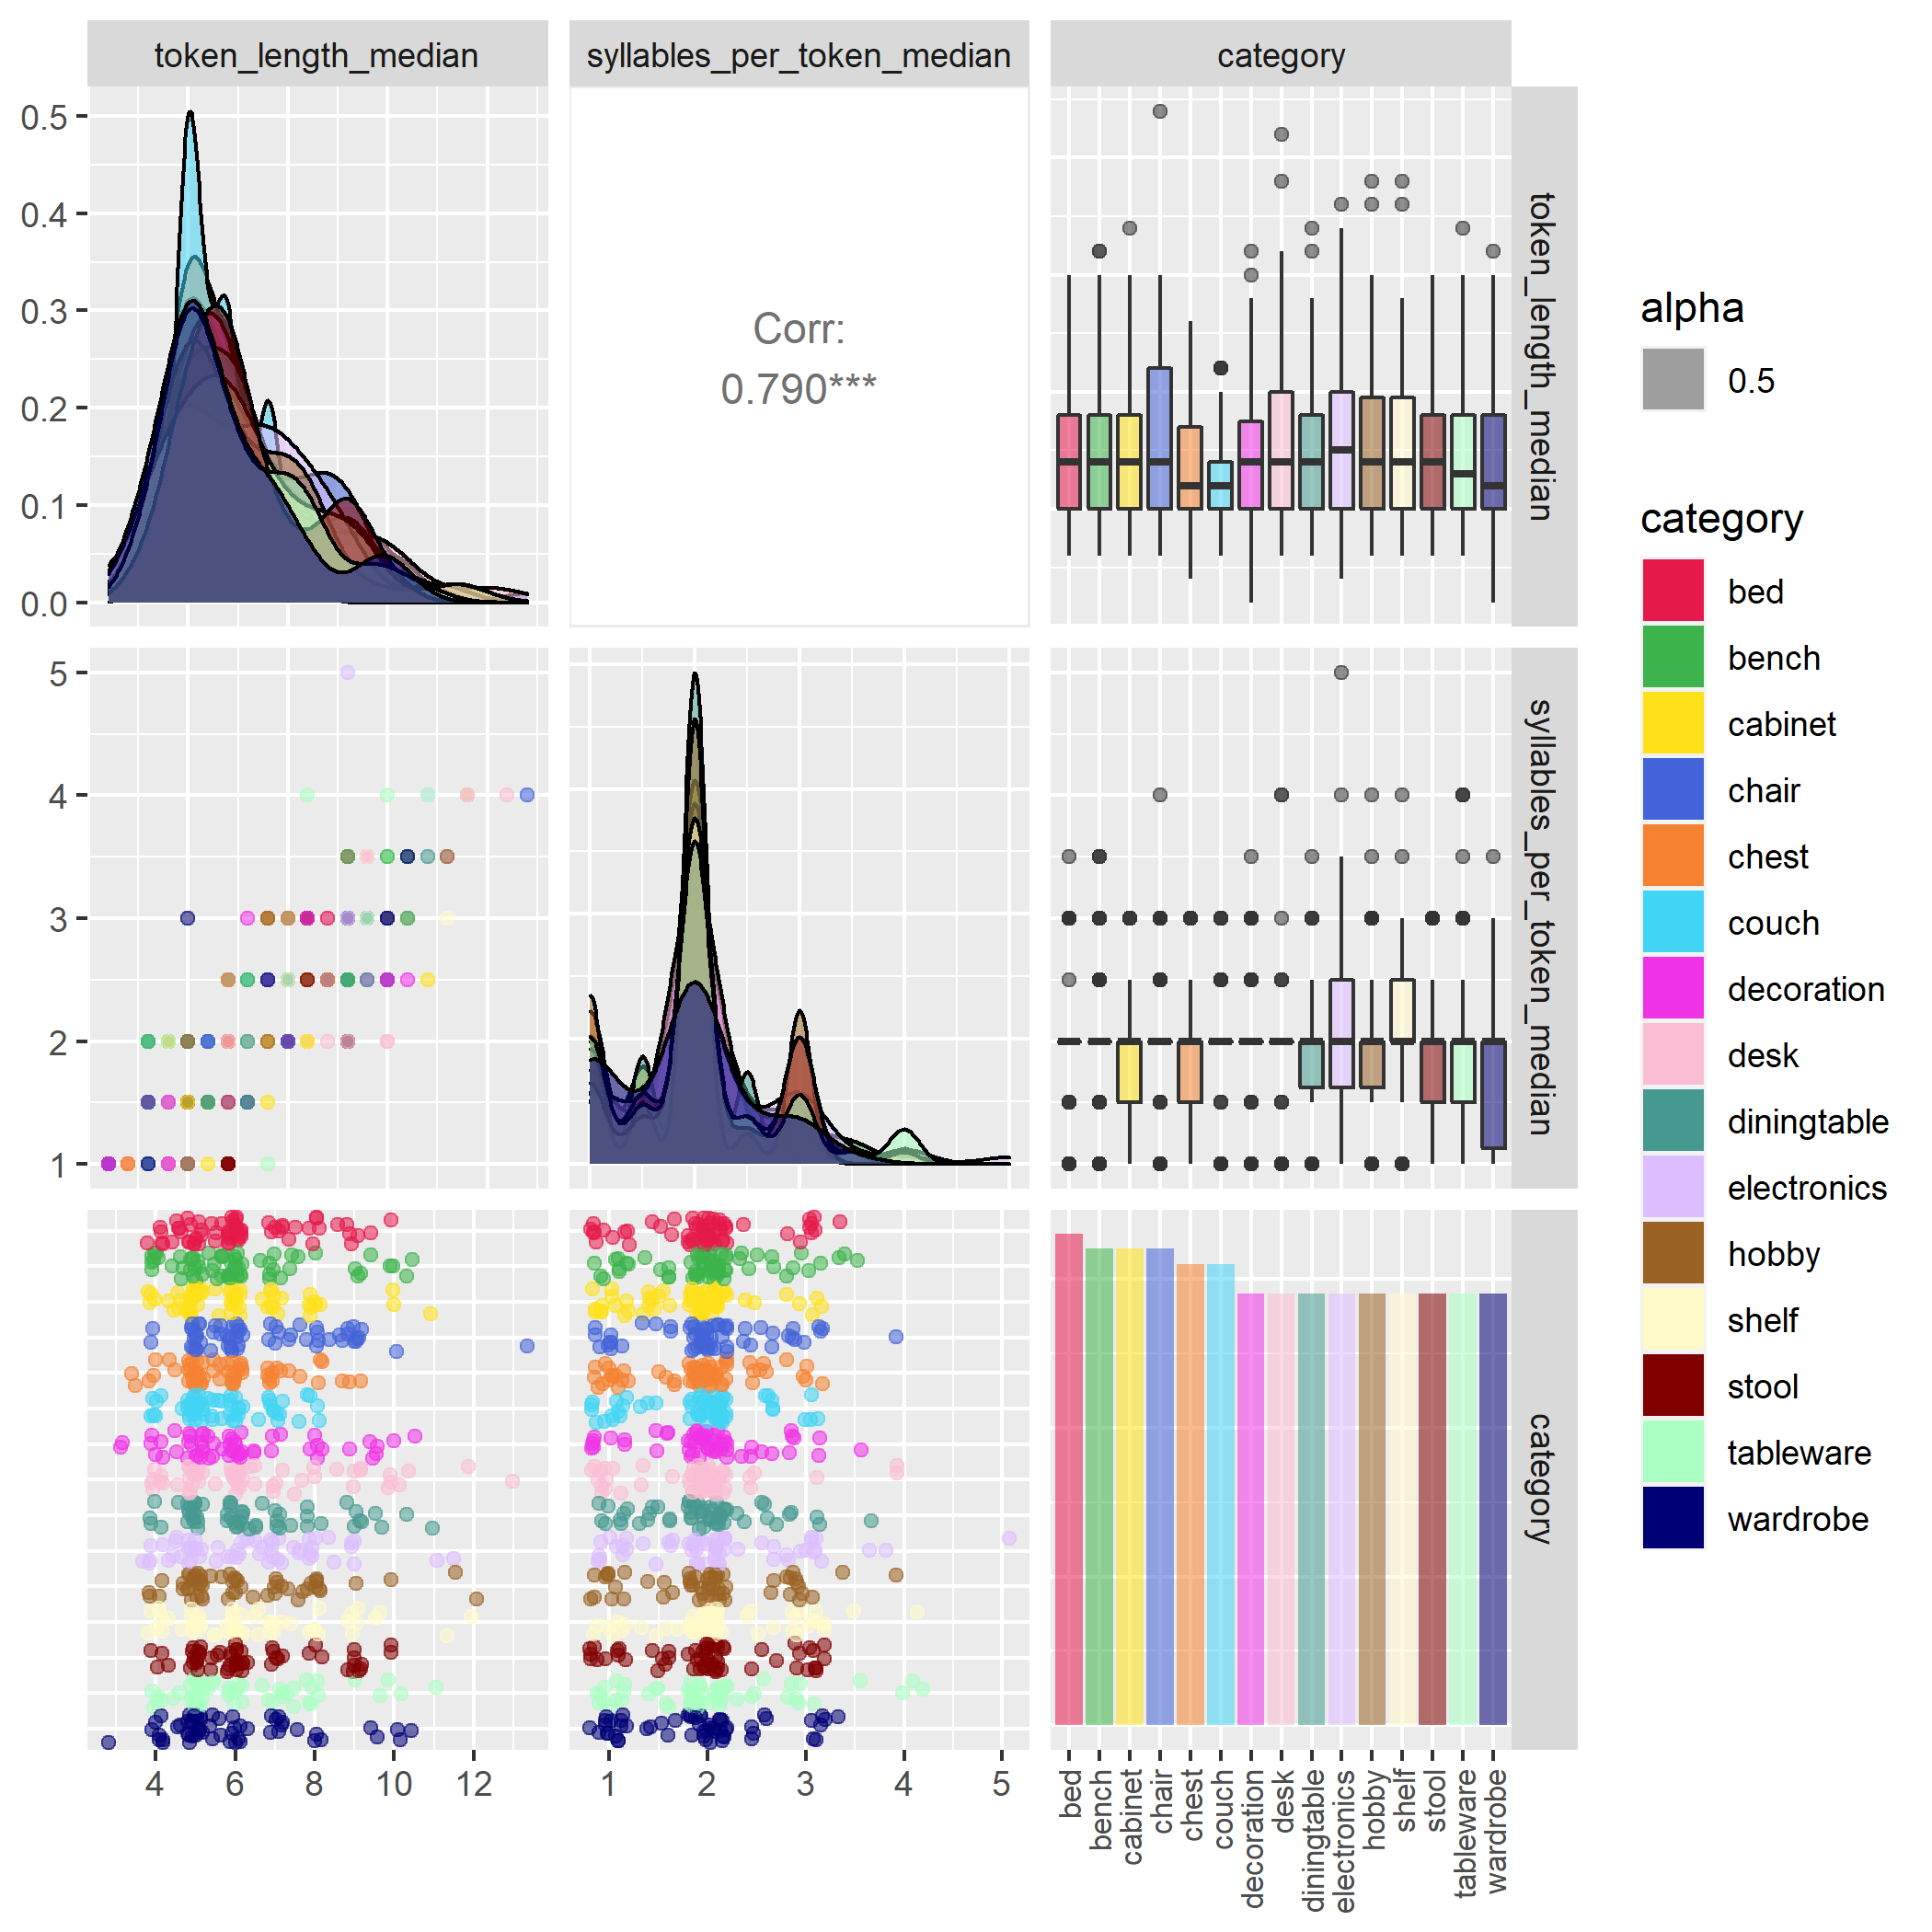 token_length_median
syllables_per_token_median
category
0.5
0.4
0.3
0.2
0.1
0.0
Corr:
0.790***
token_length_median
5
4
3
2
1
syllables_per_token_median
category
4
6
8
10
12
1
2
3
4
5
bed
bench
cabinet
chair
chest
couch
decoration
desk
diningtable
electronics
hobby
shelf
stool
tableware
wardrobe
alpha
0.5
category
bed
bench
cabinet
chair
chest
couch
decoration
desk
diningtable
electronics
hobby
shelf
stool
tableware
wardrobe